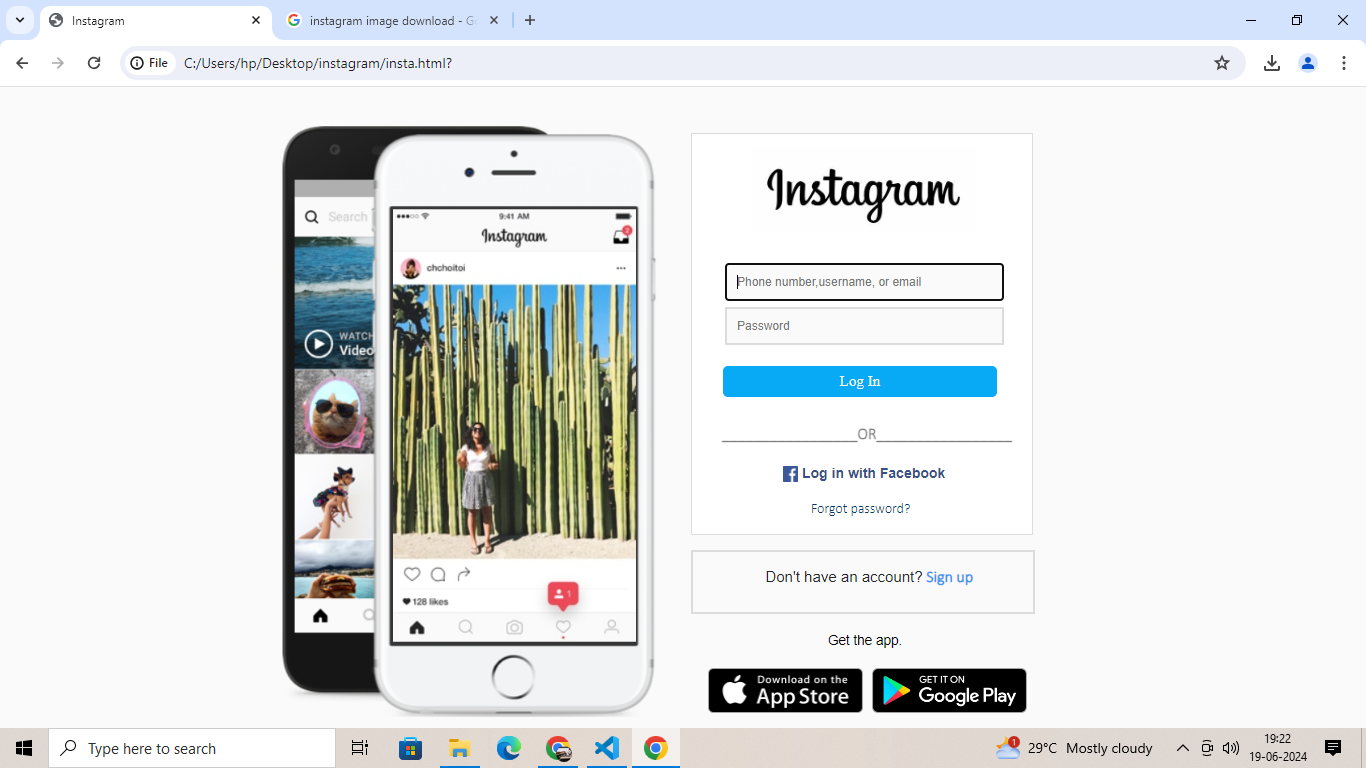 Instagram
instagram image download - G
File
C:/Users/hp/Desktop/instagram/insta.html?
Search
WATCH
Video
9:41 AM
Instagram
2
chchoitoi
128 likes
1
Instagram
Phone number,username, or email
Password
Log In
_________________OR_________________
Log in with Facebook
Forgot password?
Don't have an account? Sign up
Get the app.
Download on the
App Store
GET IT ON
Google Play
Type here to search
1
29°C Mostly cloudy
19:22
19-06-2024